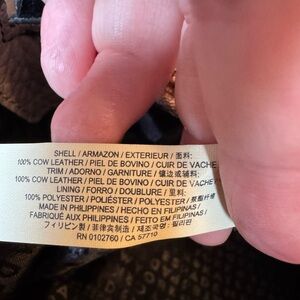 SHELL / ARMAZON / EXTERIEUR / 面料:
100% COW LEATHER / PIEL DE BOVINO / CUIR DE VACHE
TRIM / ADORNO / GARNITURE / 镶边或辅料:
100% COW LEATHER / PIEL DE BOVINO / CUIR DE VACHE
LINING / FORRO / DOUBLURE / 里料:
100% POLYESTER / POLIÉSTER / POLYESTER / 聚酯纤维
MADE IN PHILIPPINES / HECHO EN FILIPINAS /
FABRIQUÉ AUX PHILIPPINES / FEITO EM FILIPINAS /
フィリピン製 / 菲律宾制造 / 제조국명 : 필리핀
RN 0102760 / CA 57710